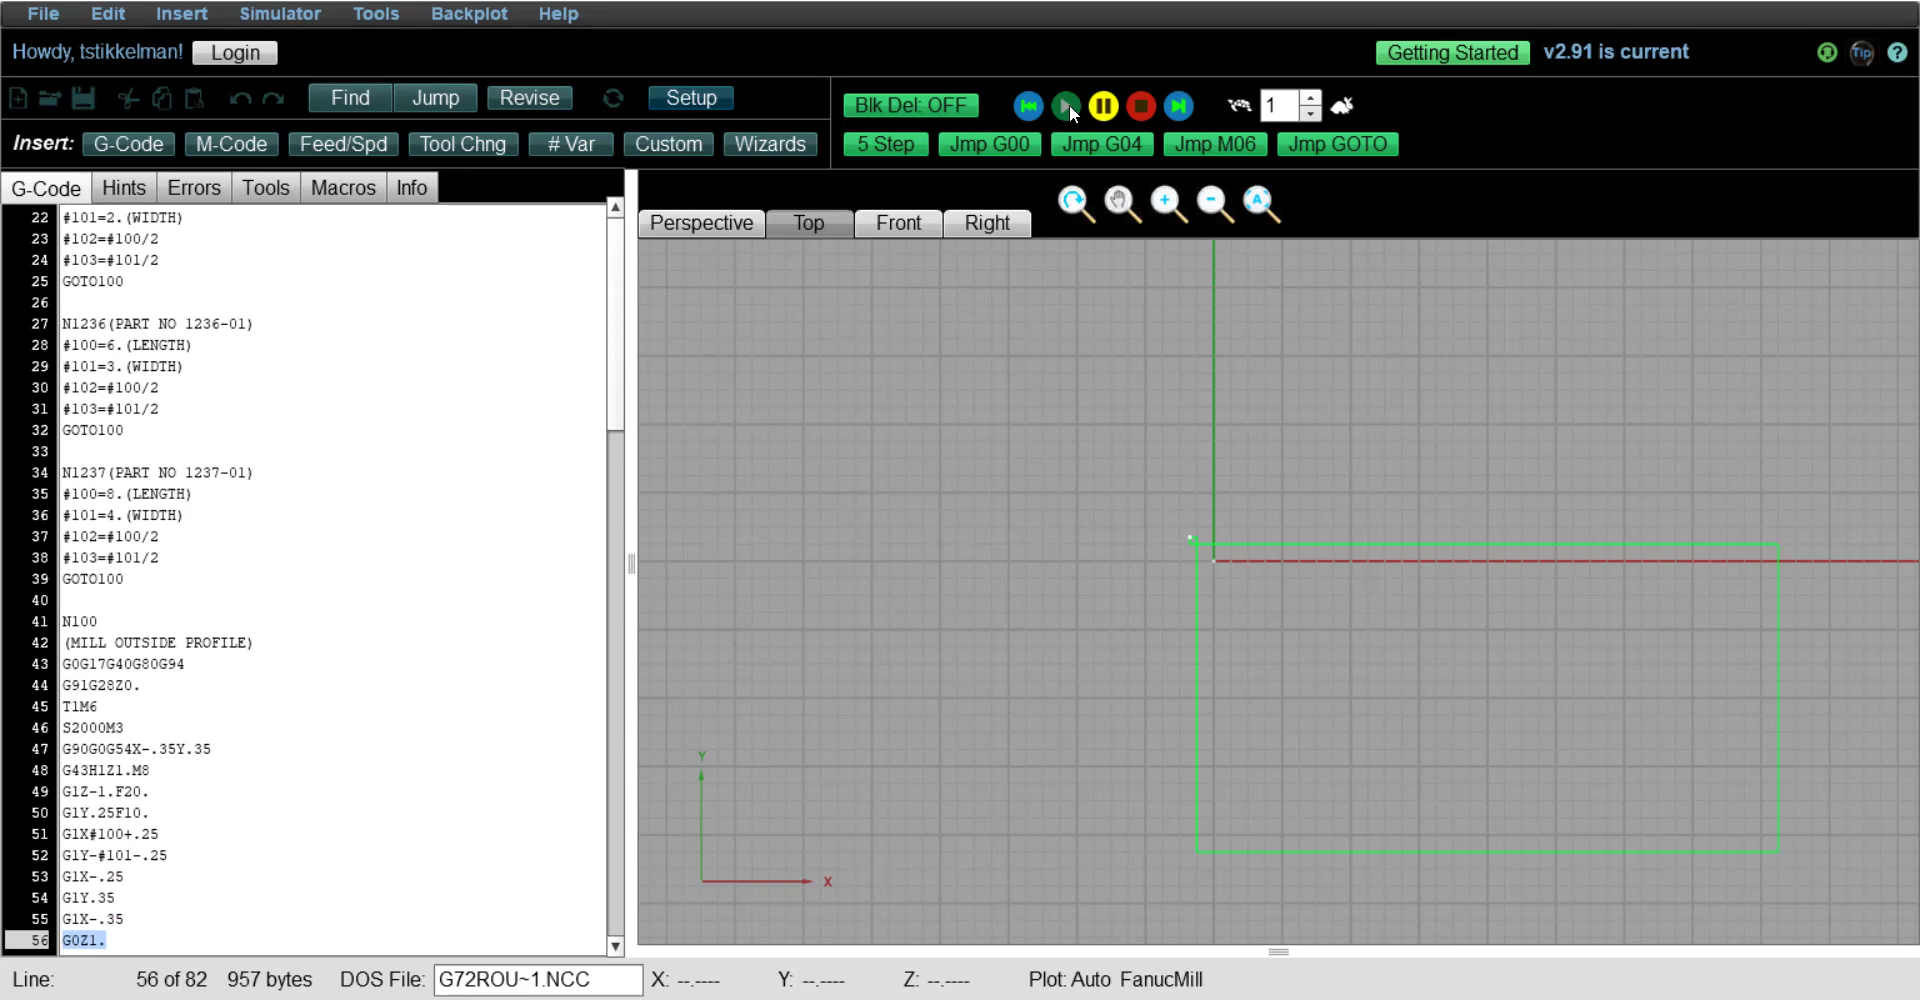 File Edit Insert Simulator Tools Backplot Help
Howdy, tstikkelman! Login Getting Started v2.91 is current Tip ?
Find Jump Revise Setup Blk Del: OFF 1
Insert: G-Code M-Code Feed/Spd Tool Chng # Var Custom Wizards 5 Step Jmp G00 Jmp G04 Jmp M06 Jmp GOTO
G-Code Hints Errors Tools Macros Info
Perspective Top Front Right
22 #101=2.(WIDTH)
23 #102=#100/2
24 #103=#101/2
25 GOTO100
26
27 N1236(PART NO 1236-01)
28 #100=6.(LENGTH)
29 #101=3.(WIDTH)
30 #102=#100/2
31 #103=#101/2
32 GOTO100
33
34 N1237(PART NO 1237-01)
35 #100=8.(LENGTH)
36 #101=4.(WIDTH)
37 #102=#100/2
38 #103=#101/2
39 GOTO100
40
41 N100
42 (MILL OUTSIDE PROFILE)
43 G0G17G40G80G94
44 G91G28Z0.
45 T1M6
46 S2000M3
47 G90G0G54X-.35Y.35
48 G43H1Z1.M8
49 G1Z-1.F20.
50 G1Y.25F10.
51 G1X#100+.25
52 G1Y-#101-.25
53 G1X-.25
54 G1Y.35
55 G1X-.35
56 G0Z1.
Y
X
Line: 56 of 82 957 bytes DOS File: G72ROU~1.NCC X: --.---- Y: --.---- Z: --.---- Plot: Auto FanucMill